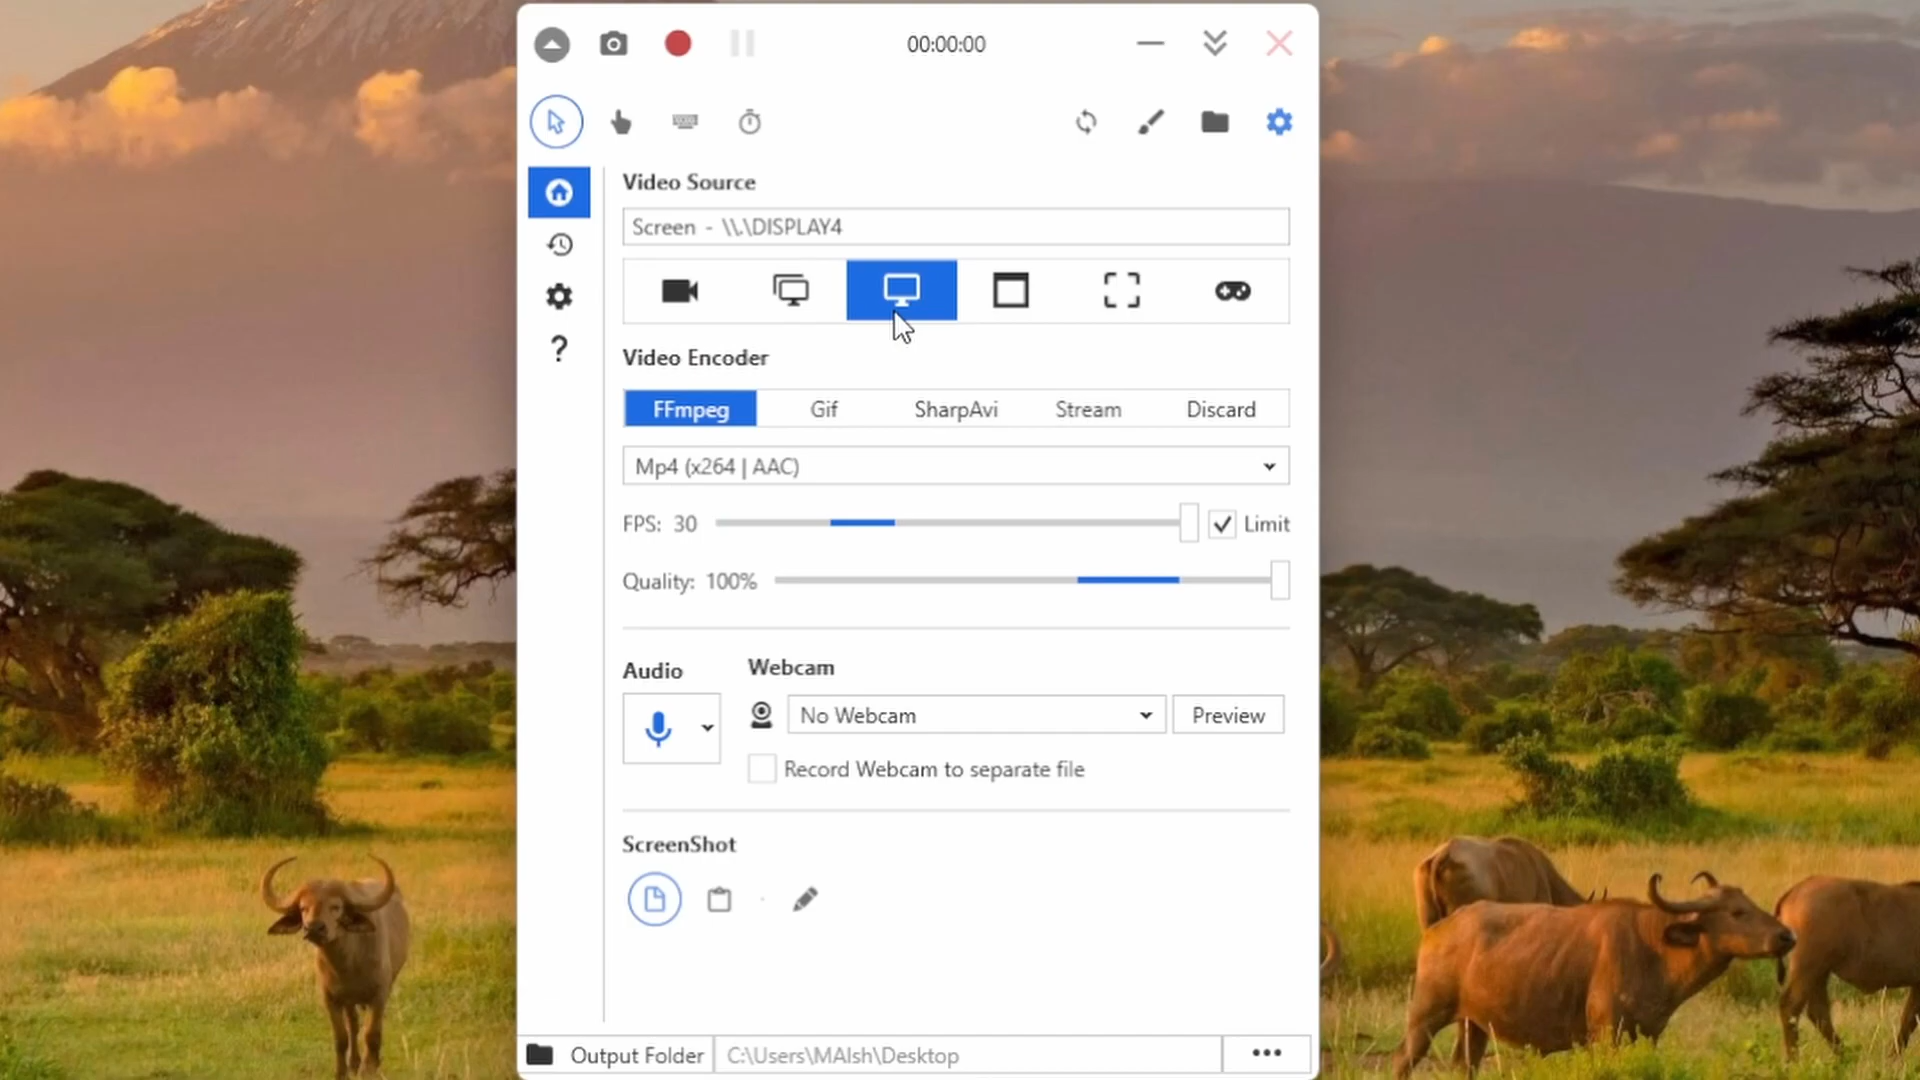 00:00:00
Video Source
Screen - \\.\DISPLAY4
Video Encoder
FFmpeg Gif SharpAvi Stream Discard
Mp4 (x264 | AAC)
FPS: 30 Limit
Quality: 100%
Audio Webcam
No Webcam Preview
Record Webcam to separate file
ScreenShot
Output Folder C:\Users\MAIsh\Desktop